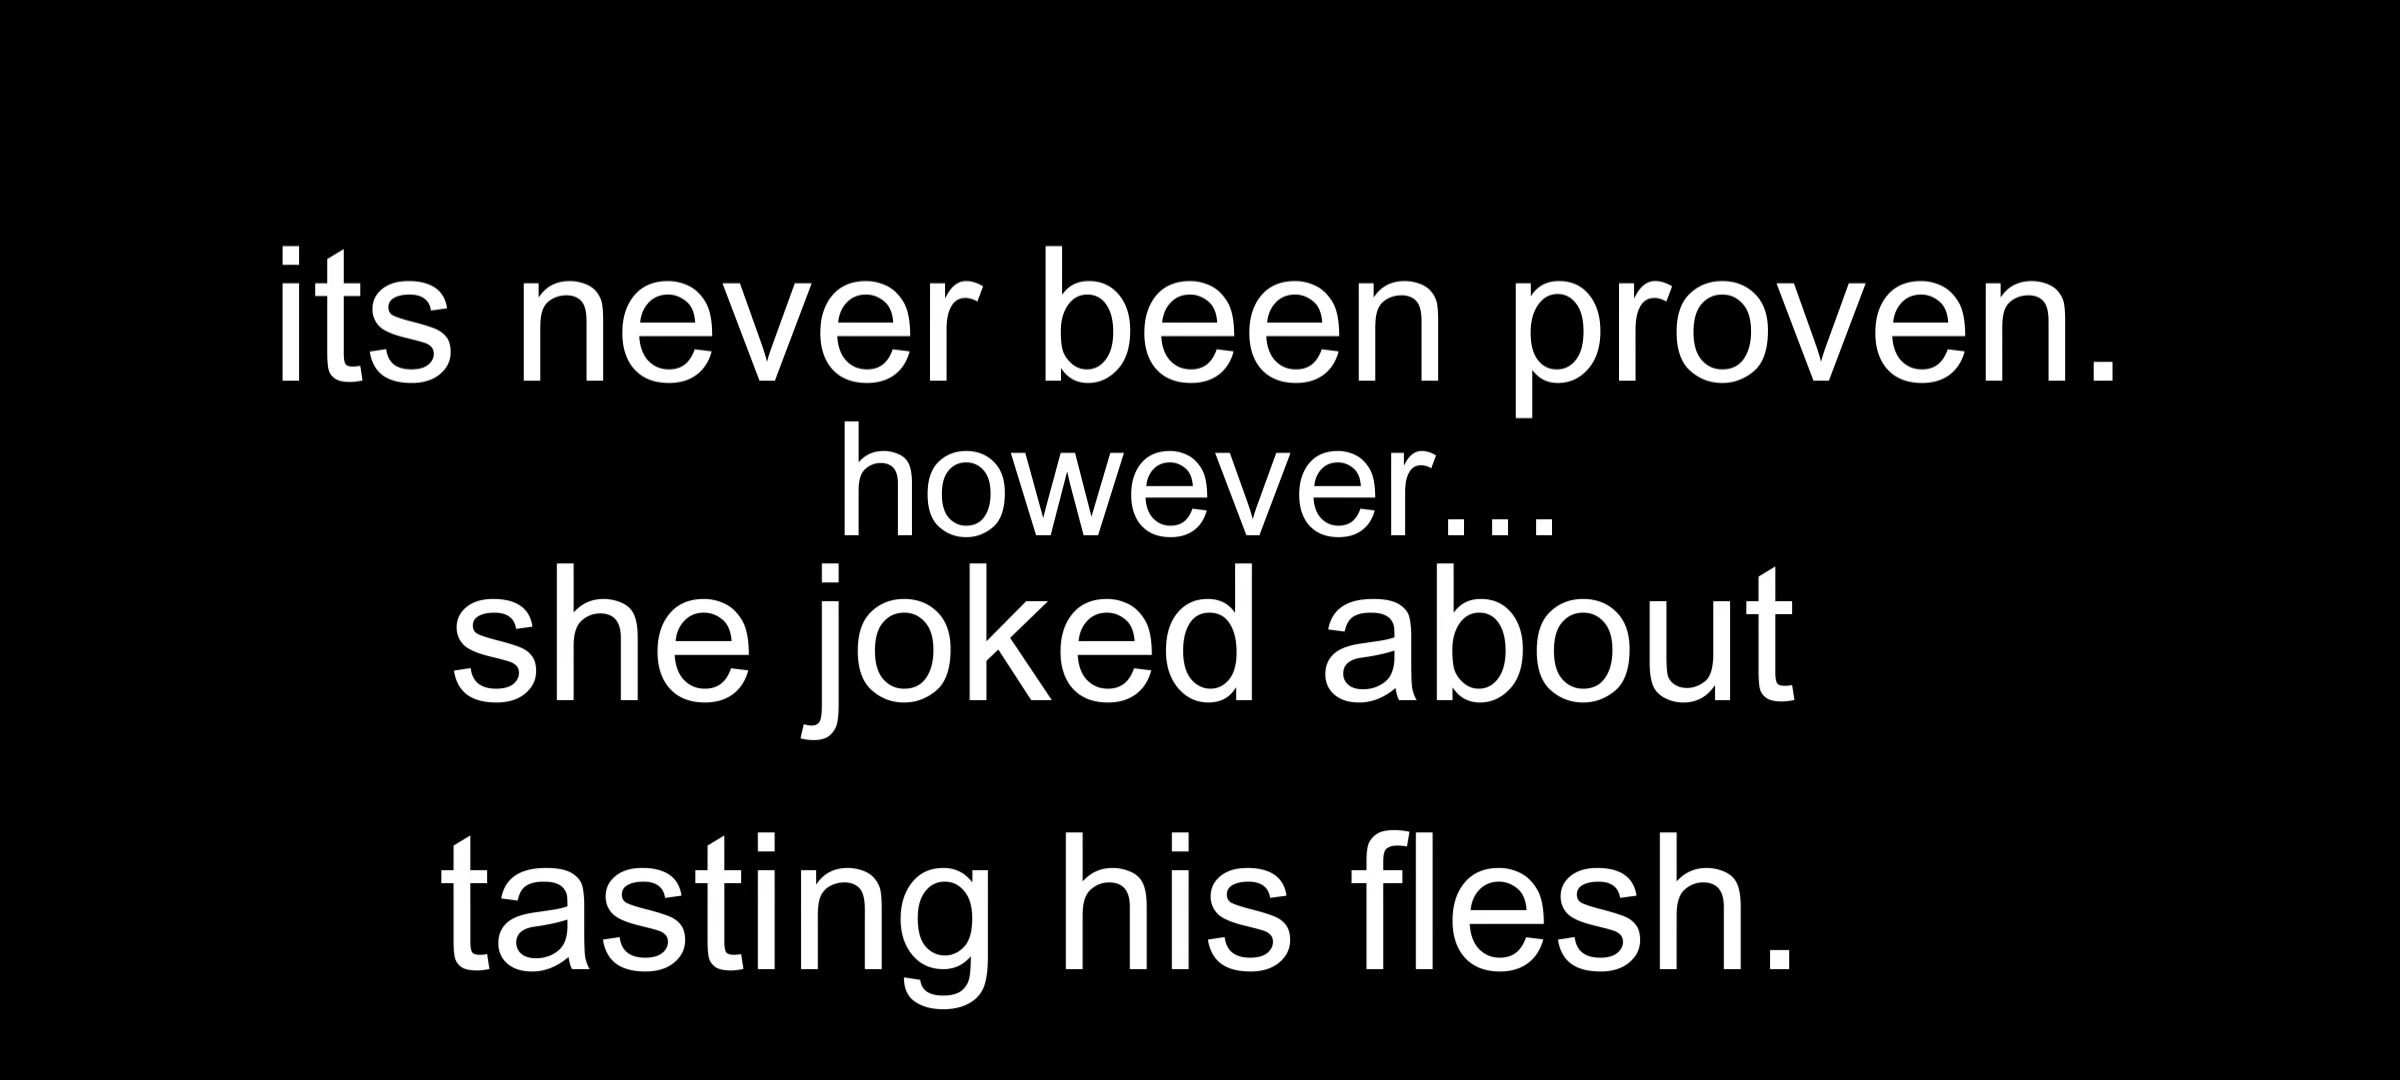 its never been proven.
however...
she joked about
tasting his flesh.